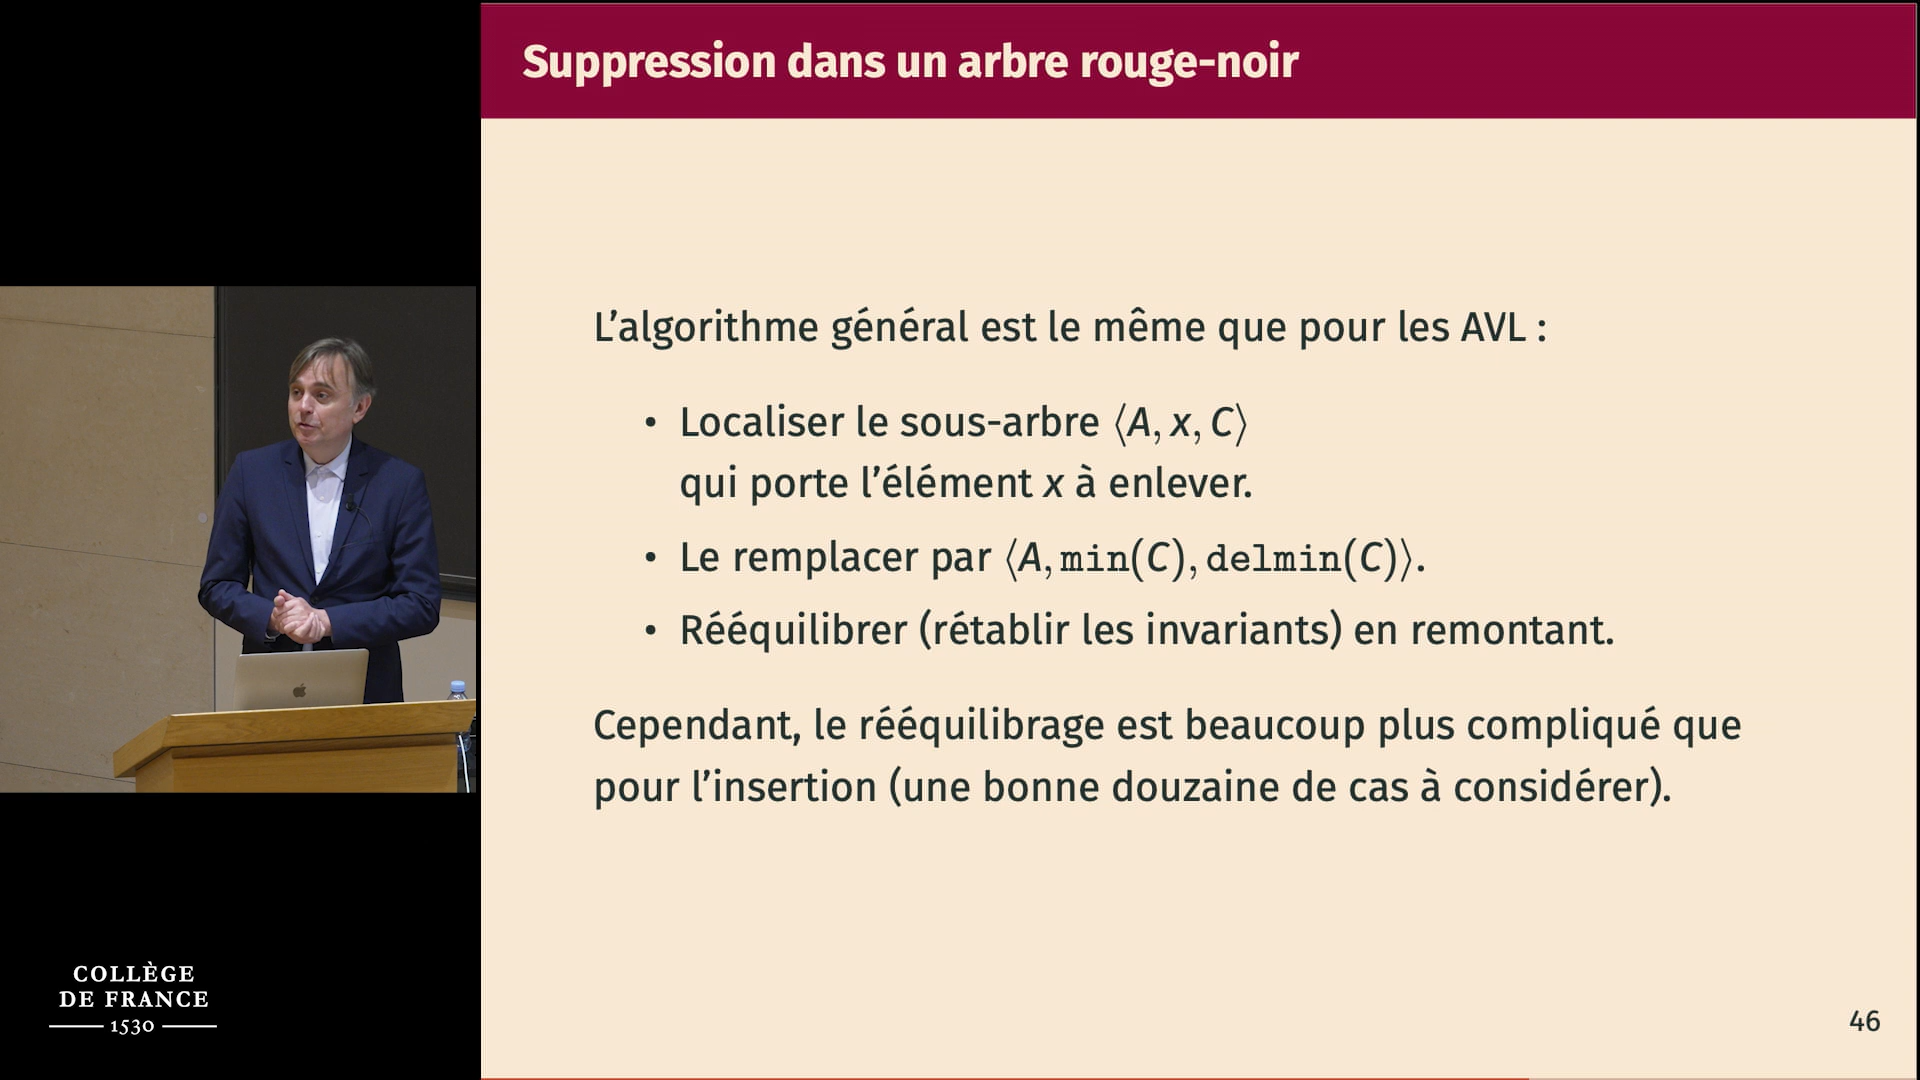 Suppression dans un arbre rouge-noir
L’algorithme général est le même que pour les AVL :
• Localiser le sous-arbre ⟨A, x, C⟩
qui porte l’élément x à enlever.
• Le remplacer par ⟨A, min(C), delmin(C)⟩.
• Rééquilibrer (rétablir les invariants) en remontant.
Cependant, le rééquilibrage est beaucoup plus compliqué que
pour l’insertion (une bonne douzaine de cas à considérer).
COLLÈGE
DE FRANCE
1530
46